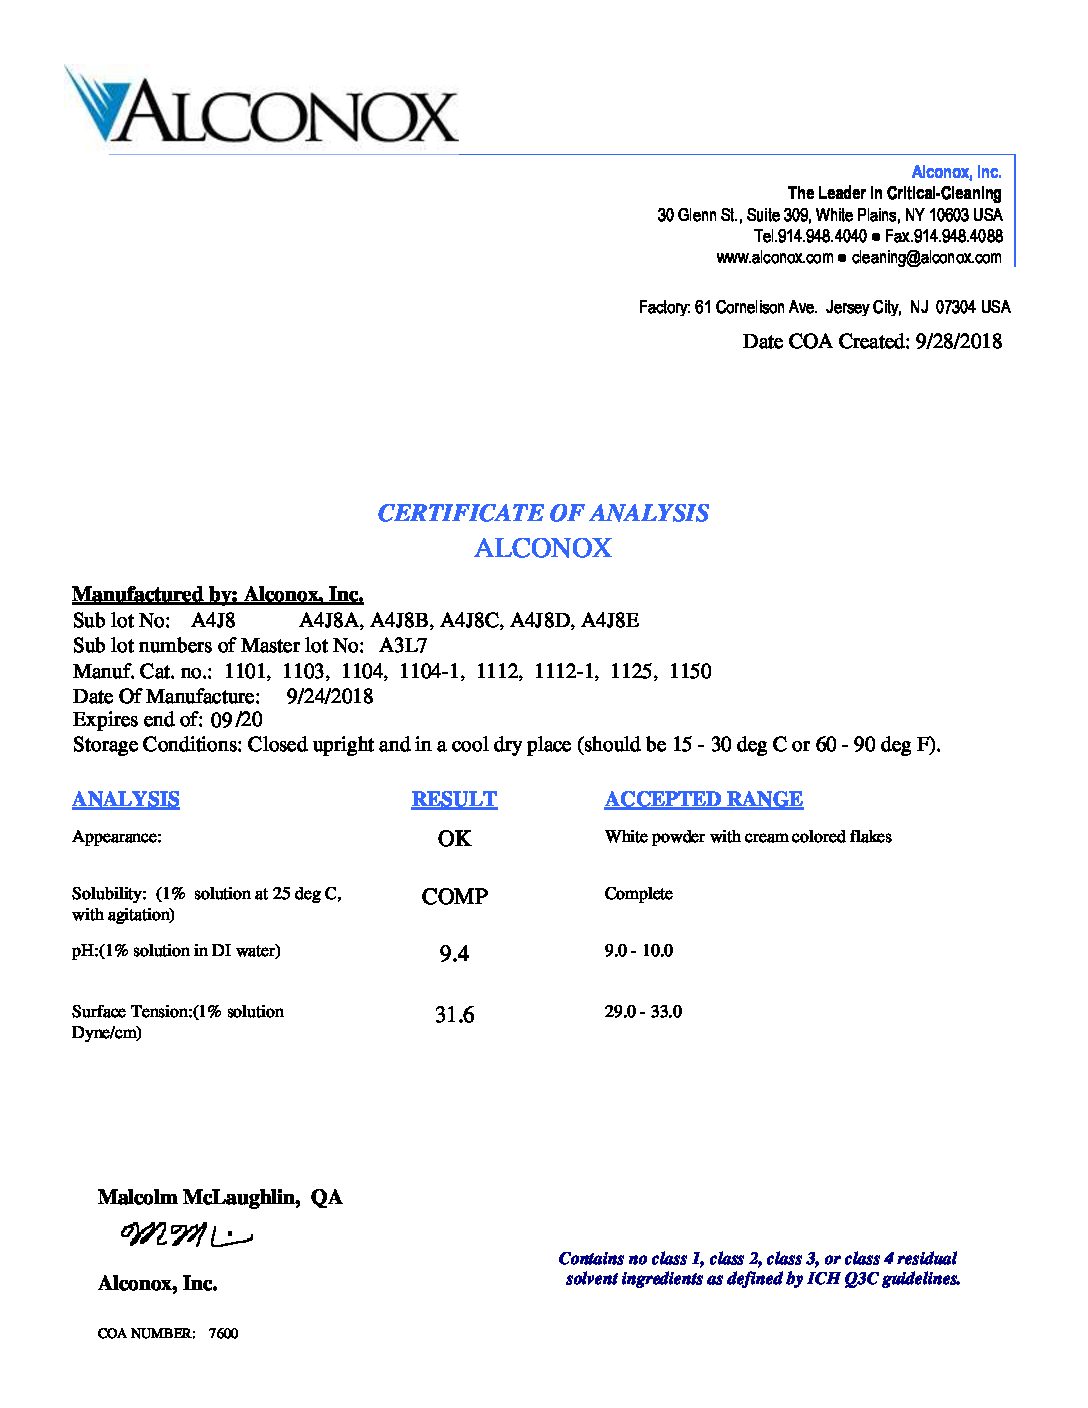 ALCONOX
Alconox, Inc.
The Leader in Critical-Cleaning
30 Glenn St., Suite 309, White Plains, NY 10603 USA
Tel.914.948.4040 ● Fax.914.948.4088
www.alconox.com ● cleaning@alconox.com
Factory: 61 Cornelison Ave.  Jersey City,  NJ  07304 USA
Date COA Created: 9/28/2018
CERTIFICATE OF ANALYSIS
ALCONOX
Manufactured by: Alconox, Inc.
Sub lot No:    A4J8    A4J8A, A4J8B, A4J8C, A4J8D, A4J8E
Sub lot numbers of Master lot No:   A3L7
Manuf. Cat. no.:  1101,  1103,  1104,  1104-1,  1112,  1112-1,  1125,  1150
Date Of Manufacture:    9/24/2018
Expires end of: 09/20
Storage Conditions: Closed upright and in a cool dry place (should be 15 - 30 deg C or 60 - 90 deg F).
ANALYSIS    RESULT    ACCEPTED RANGE
Appearance:    OK    White powder with cream colored flakes
Solubility:  (1%  solution at 25 deg C,    COMP    Complete
with agitation)
pH:(1% solution in DI water)    9.4    9.0 - 10.0
Surface Tension:(1% solution    31.6    29.0 - 33.0
Dyne/cm)
Malcolm McLaughlin,  QA
Alconox, Inc.
Contains no class 1, class 2, class 3, or class 4 residual
solvent ingredients as defined by ICH Q3C guidelines.
COA NUMBER:    7600